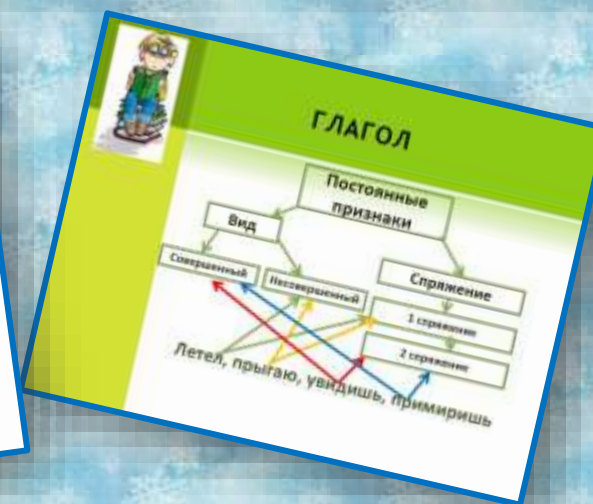 ГЛАГОЛ
Постоянные
признаки
Вид
Совершенный
Несовершенный
Спряжение
1 спряжение
2 спряжение
Летел, прыгаю, увидишь, примиришь